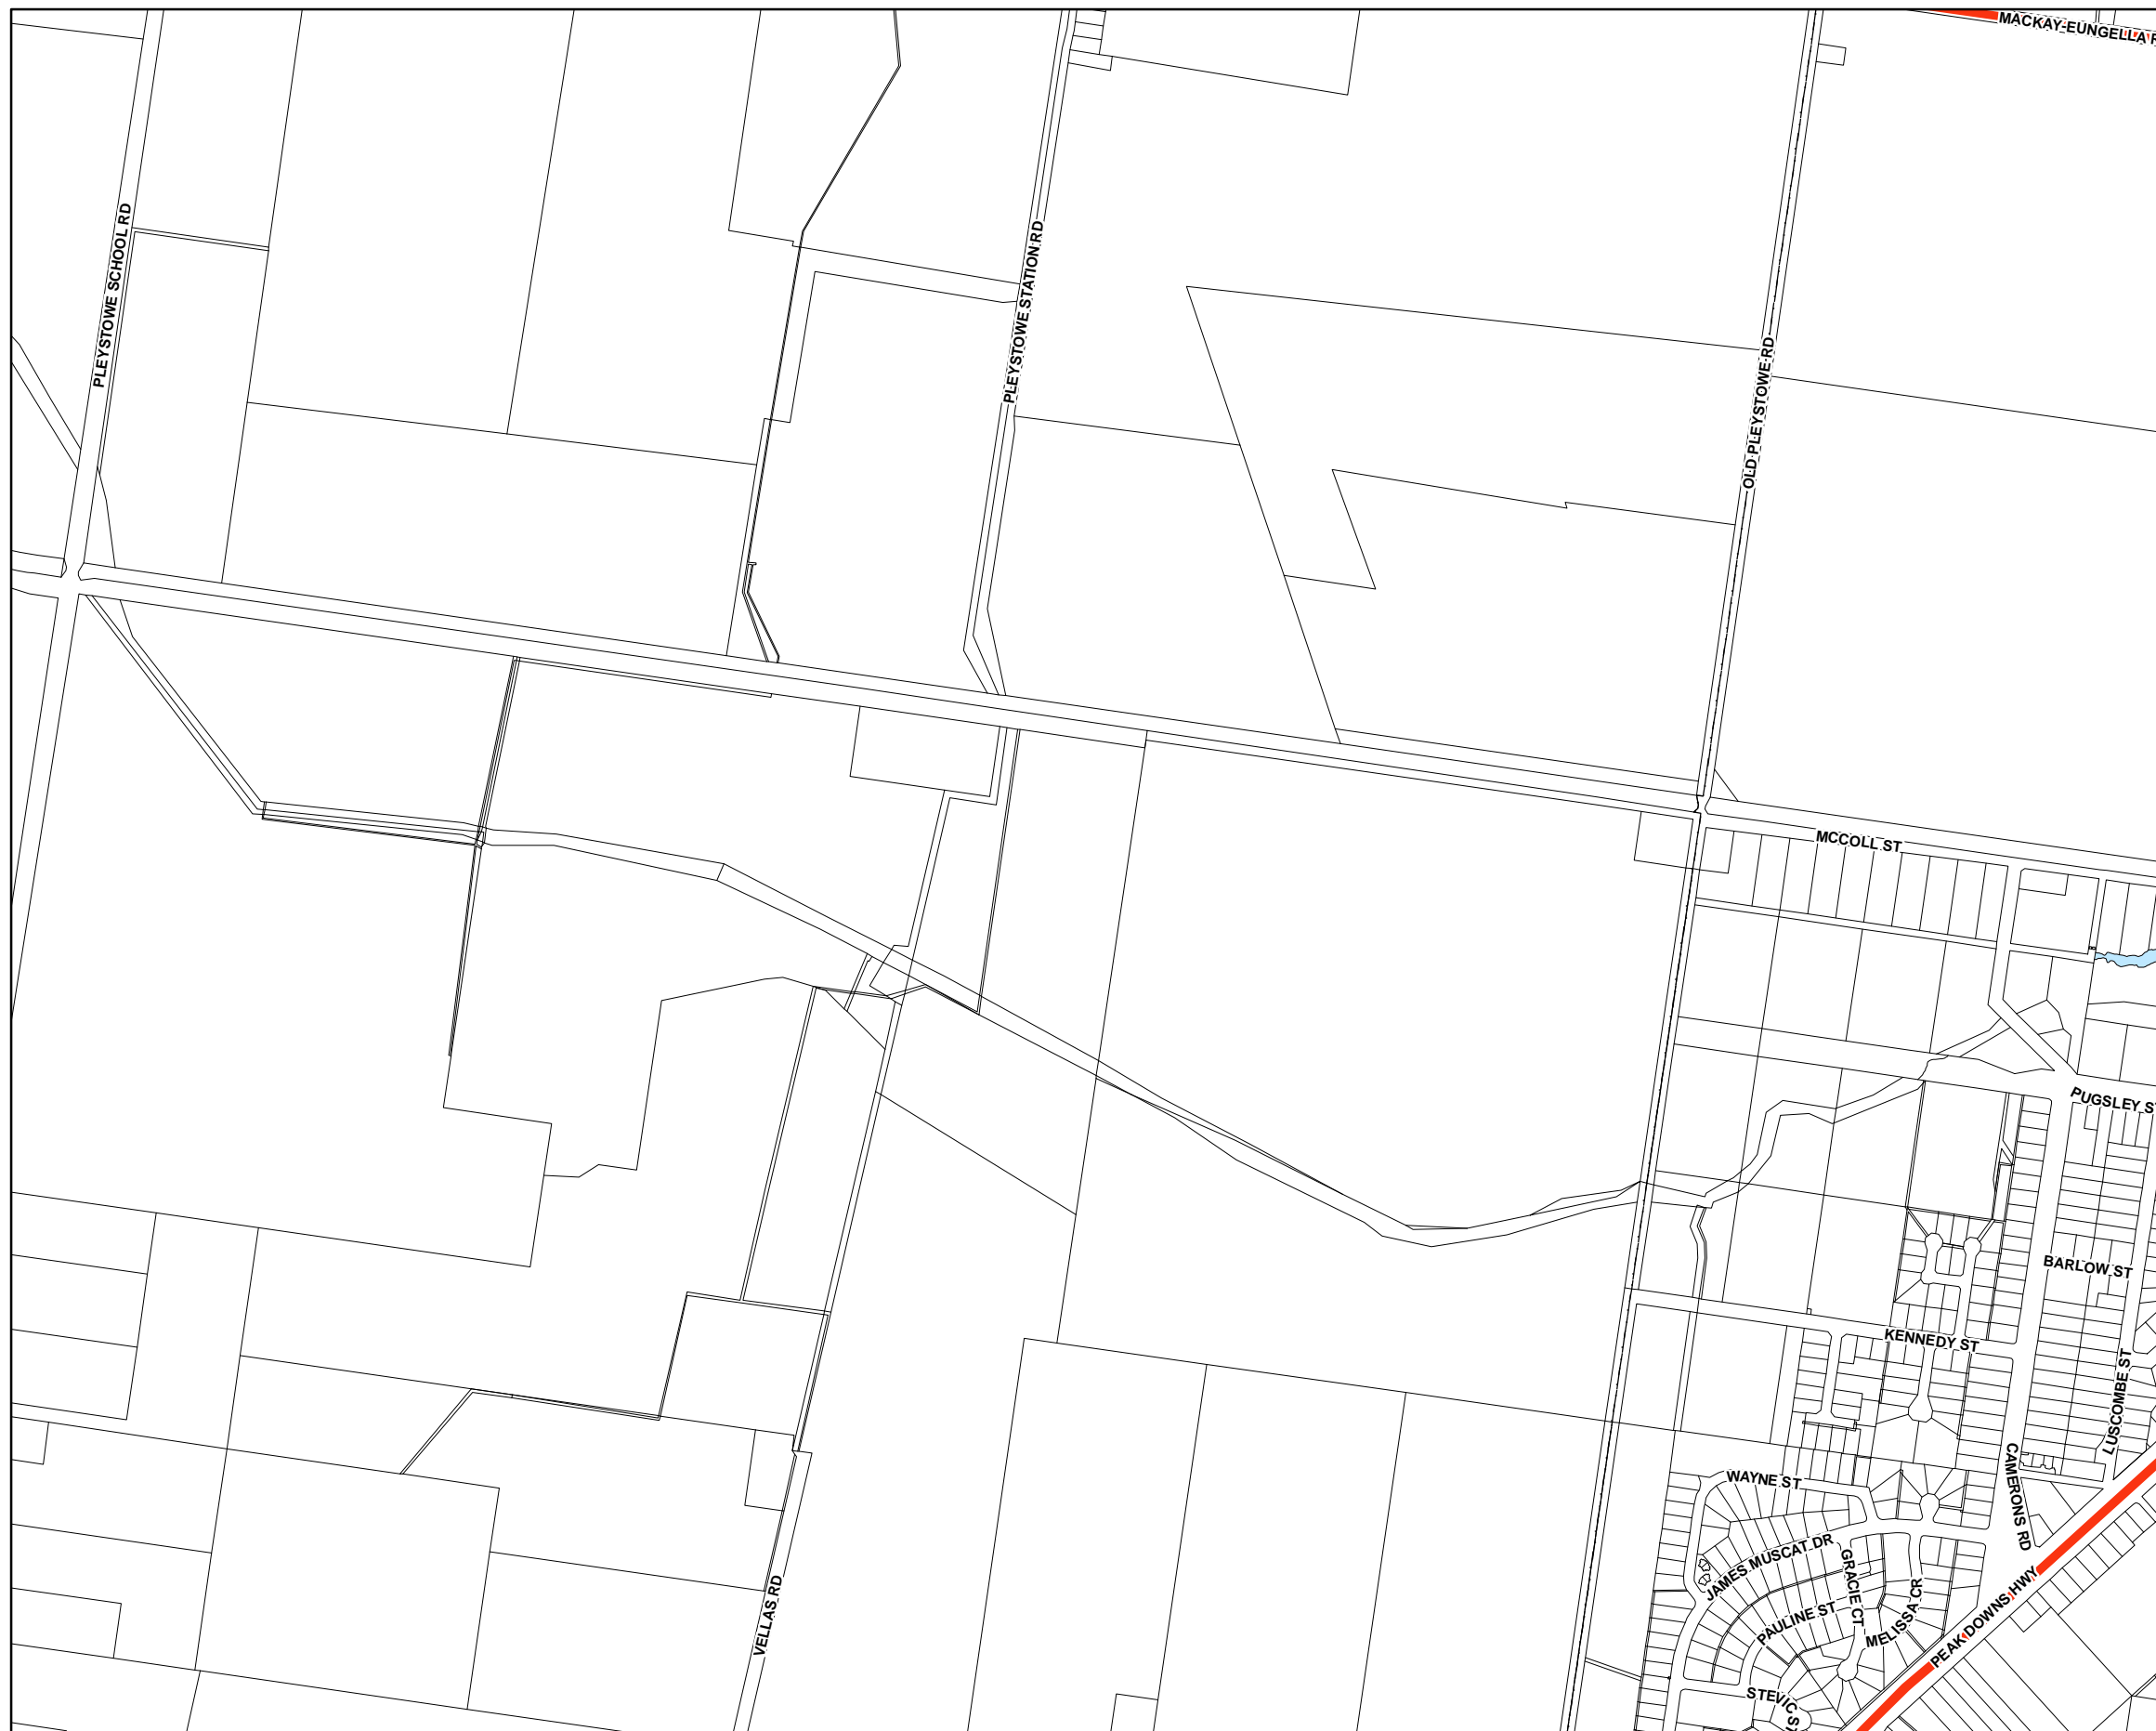 MACKAY-EUNGELLA
PLEYSTOWE SCHOOL RD
PLEYSTOWE STATION RD
OLD PLEYSTOWE RD
MCCOLL ST
PUGSLEY ST
BARLOW ST
KENNEDY ST
LUSCOMBE ST
CAMERONS RD
WAYNE ST
JAMES MUSCAT DR
GRACIE CT
PAULINE ST
MELISSA CR
PEAK DOWNS HWY
VELLAS RD